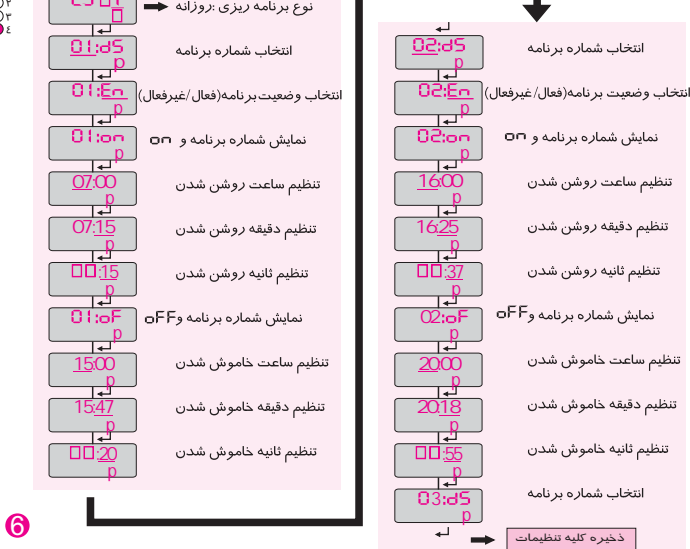 ۲
۳
٤
نوع برنامه ریزی :روزانه
01:dS انتخاب شماره برنامه
p
01:En انتخاب وضعیت برنامه(فعال/غیرفعال)
p
01:on نمایش شماره برنامه و on
p
07:00 تنظیم ساعت روشن شدن
p
07:15 تنظیم دقیقه روشن شدن
p
00:15 تنظیم ثانیه روشن شدن
p
01:oF نمایش شماره برنامه و oFF
p
15:00 تنظیم ساعت خاموش شدن
p
15:47 تنظیم دقیقه خاموش شدن
p
00:20 تنظیم ثانیه خاموش شدن
p
02:dS انتخاب شماره برنامه
p
02:En انتخاب وضعیت برنامه(فعال/غیرفعال)
p
02:on نمایش شماره برنامه و on
p
16:00 تنظیم ساعت روشن شدن
p
16:25 تنظیم دقیقه روشن شدن
p
00:37 تنظیم ثانیه روشن شدن
p
02:oF نمایش شماره برنامه و oFF
p
20:00 تنظیم ساعت خاموش شدن
p
20:18 تنظیم دقیقه خاموش شدن
p
00:55 تنظیم ثانیه خاموش شدن
p
03:dS انتخاب شماره برنامه
p
ذخیره کلیه تنظیمات
6